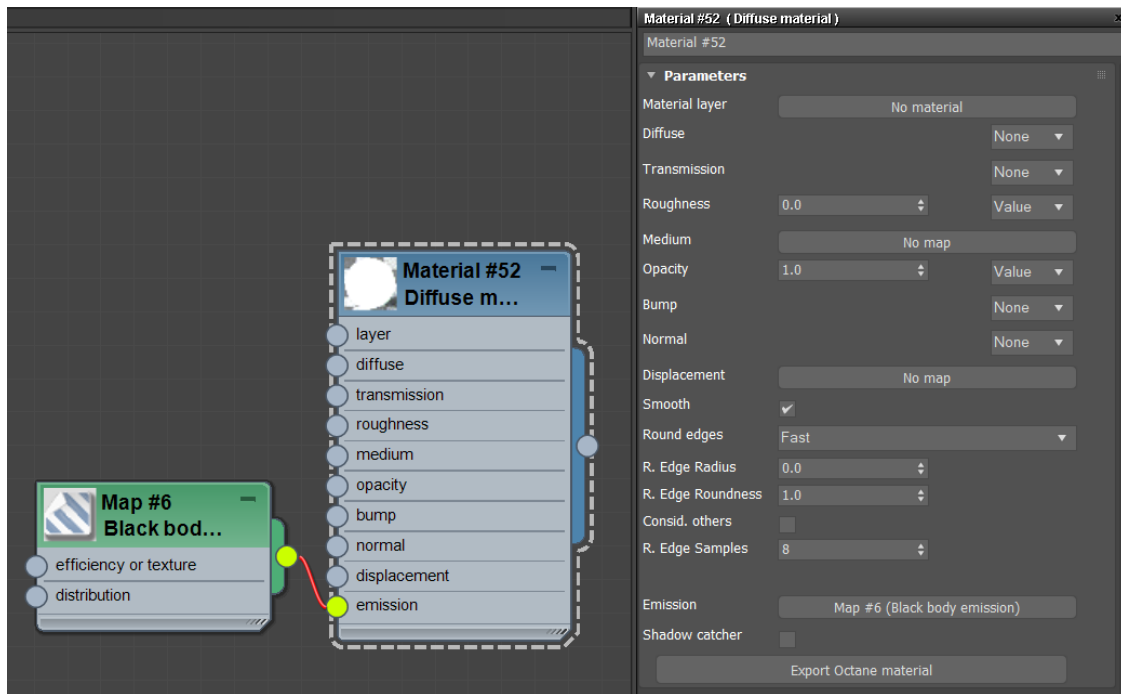 Material #52
Diffuse m...
layer
diffuse
transmission
roughness
medium
opacity
bump
normal
displacement
emission
Map #6
Black bod...
efficiency or texture
distribution
Material #52 ( Diffuse material )
x
Material #52
Parameters
Material layer No material
Diffuse None
Transmission None
Roughness 0.0 Value
Medium No map
Opacity 1.0 Value
Bump None
Normal None
Displacement No map
Smooth
Round edges Fast
R. Edge Radius 0.0
R. Edge Roundness 1.0
Consid. others
R. Edge Samples 8
Emission Map #6 (Black body emission)
Shadow catcher
Export Octane material